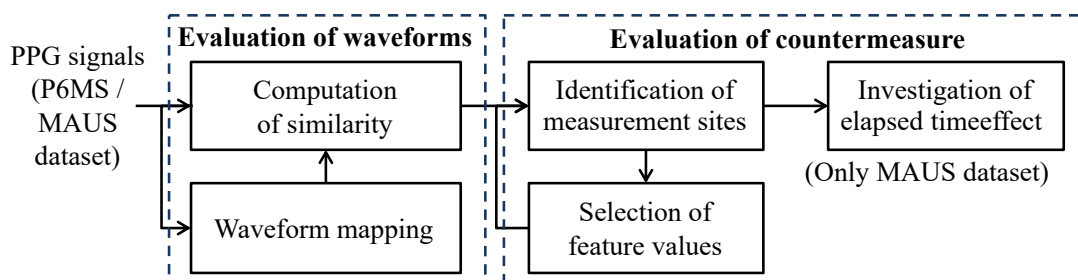 PPG signals
(P6MS /
MAUS
dataset)
Evaluation of waveforms
Computation
of similarity
Waveform mapping
Evaluation of countermeasure
Identification of
measurement sites
Selection of
feature values
Investigation of
elapsed timeeffect
(Only MAUS dataset)